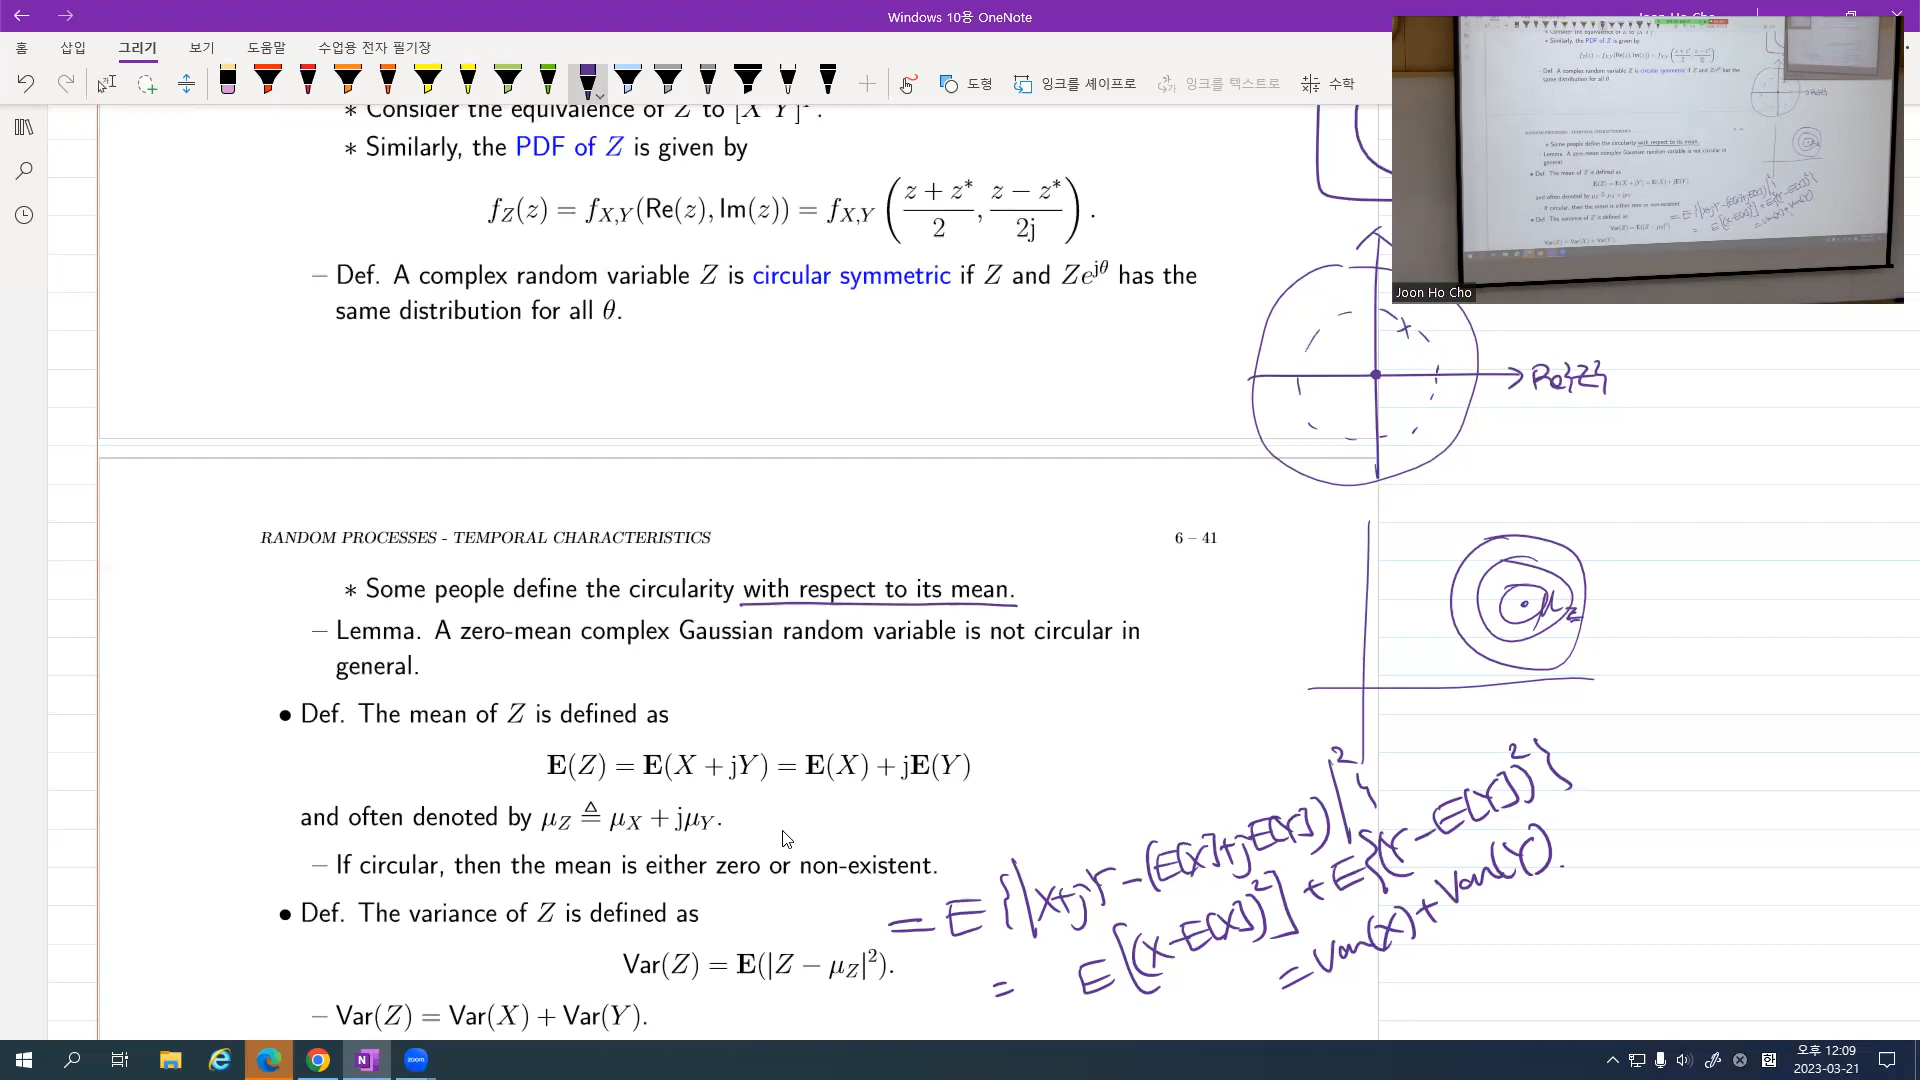 Windows 10용 OneNote
홈 삽입 그리기 보기 도움말 수업용 전자 필기장
도형 잉크를 셰이프로 잉크를 텍스트로 수학
∗ Consider the equivalence of Z to [X Y]ᵀ.
∗ Similarly, the PDF of Z is given by
f_Z(z) = f_{X,Y}(Re(z), Im(z)) = f_{X,Y}((z + z*)/2, (z − z*)/2j).
– Def. A complex random variable Z is circular symmetric if Z and Ze^{jθ} has the
same distribution for all θ.
Re{Z}
Joon Ho Cho
RANDOM PROCESSES - TEMPORAL CHARACTERISTICS 6 – 41
∗ Some people define the circularity with respect to its mean.
– Lemma. A zero-mean complex Gaussian random variable is not circular in
general.
μ_Z
• Def. The mean of Z is defined as
E(Z) = E(X + jY) = E(X) + jE(Y)
and often denoted by μ_Z ≜ μ_X + jμ_Y.
– If circular, then the mean is either zero or non-existent.
• Def. The variance of Z is defined as
Var(Z) = E(|Z − μ_Z|²).
– Var(Z) = Var(X) + Var(Y).
= E{|X+jY−(E[X]+jE[Y])|²}
= E[(X−E[X])²] + E{(Y−E[Y])²}
= Var(X)+Var(Y).
오후 12:09
2023-03-21